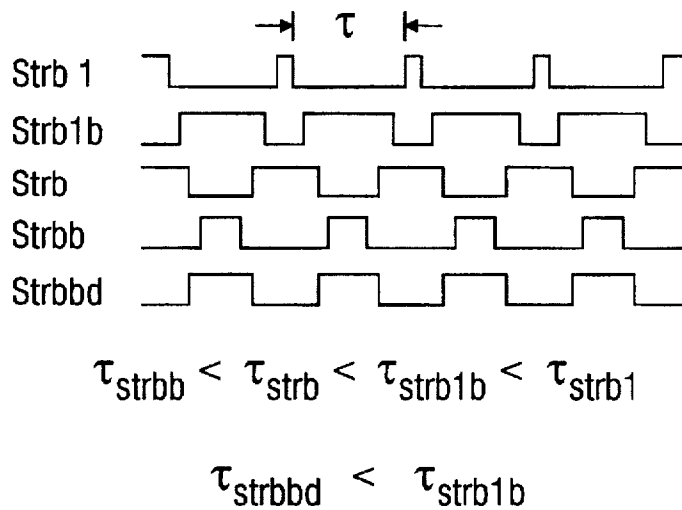 τ
Strb 1
Strb1b
Strb
Strbb
Strbbd
τstrbb < τstrb < τstrb1b < τstrb1
τstrbbd < τstrb1b